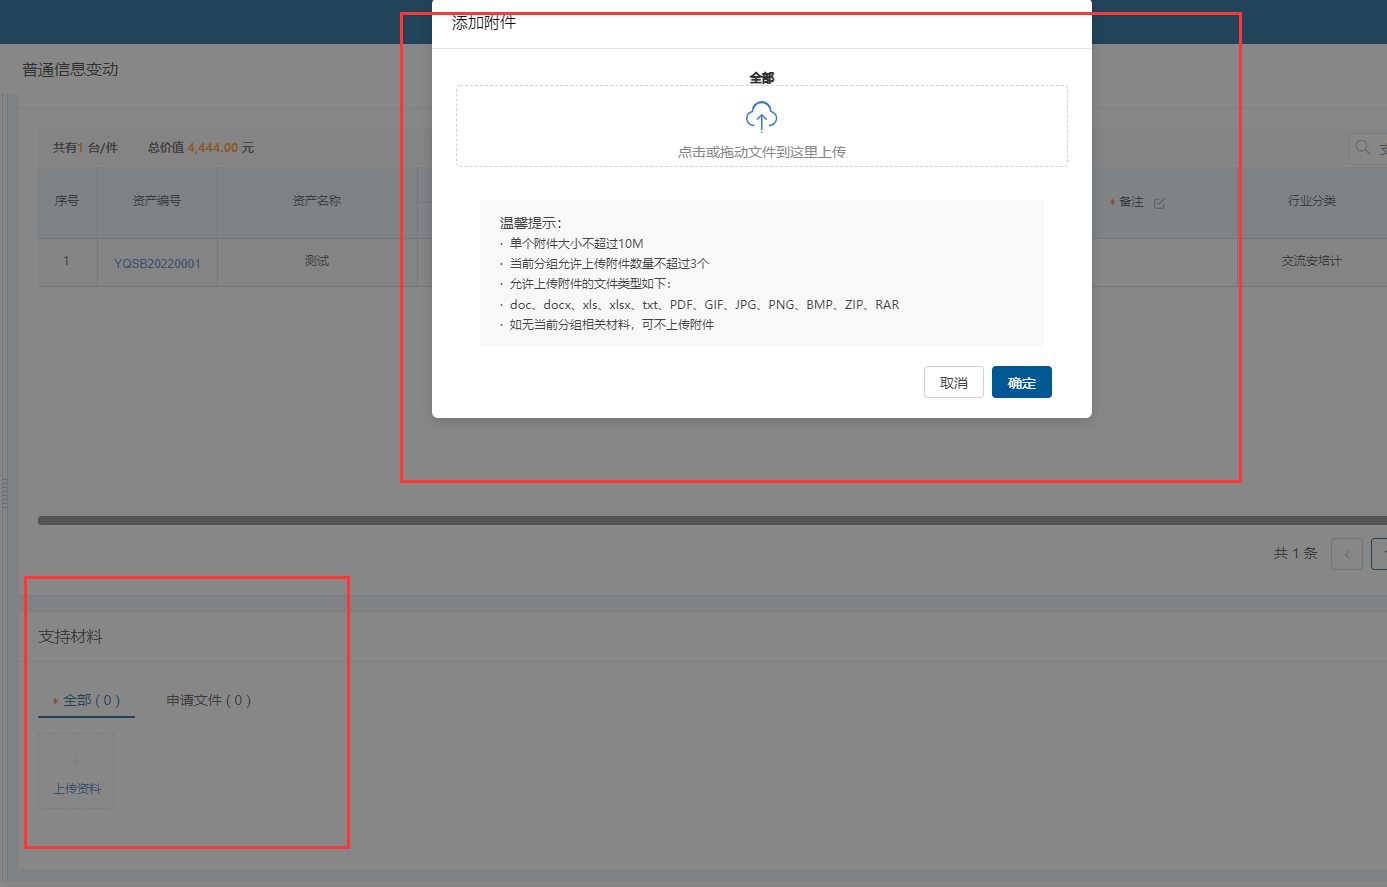 添加附件
普通信息变动
全部
点击或拖动文件到这里上传
共有1 台/件 总价值 4,444.00 元
序号 资产编号 资产名称 * 备注 行业分类
1 YQSB20220001 测试 交流安培计
温馨提示：
· 单个附件大小不超过10M
· 当前分组允许上传附件数量不超过3个
· 允许上传附件的文件类型如下：
· doc、docx、xls、xlsx、txt、PDF、GIF、JPG、PNG、BMP、ZIP、RAR
· 如无当前分组相关材料，可不上传附件
取消 确定
共 1 条
支持材料
* 全部 ( 0 ) 申请文件 ( 0 )
上传资料